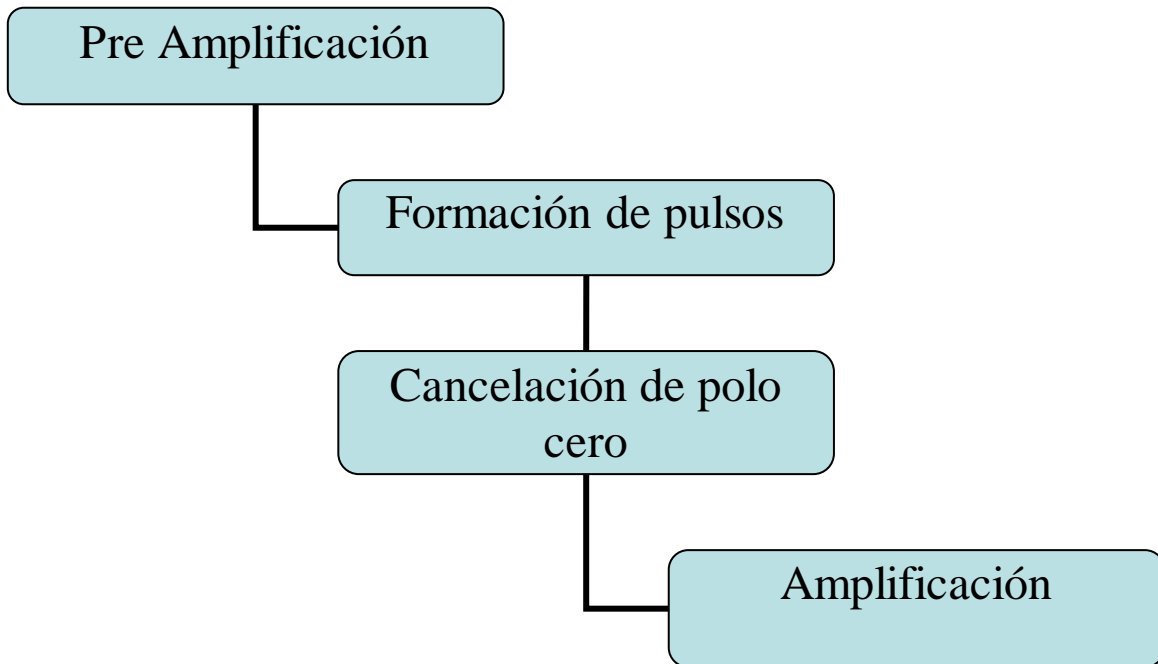 Pre Amplificación
Formación de pulsos
Cancelación de polo
cero
Amplificación